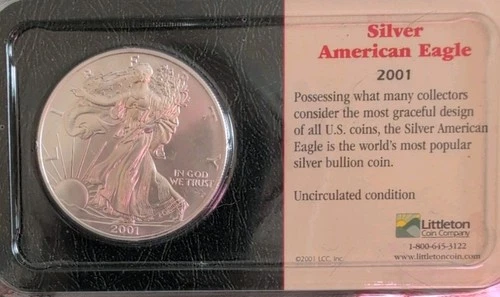 IN GOD
WE TRUST
2001
Silver
American Eagle
2001
Possessing what many collectors
consider the most graceful design
of all U.S. coins, the Silver American
Eagle is the world's most popular
silver bullion coin.
Uncirculated condition
Littleton
Coin Company
1-800-645-3122
©2001 LCC, Inc.
www.littletoncoin.com